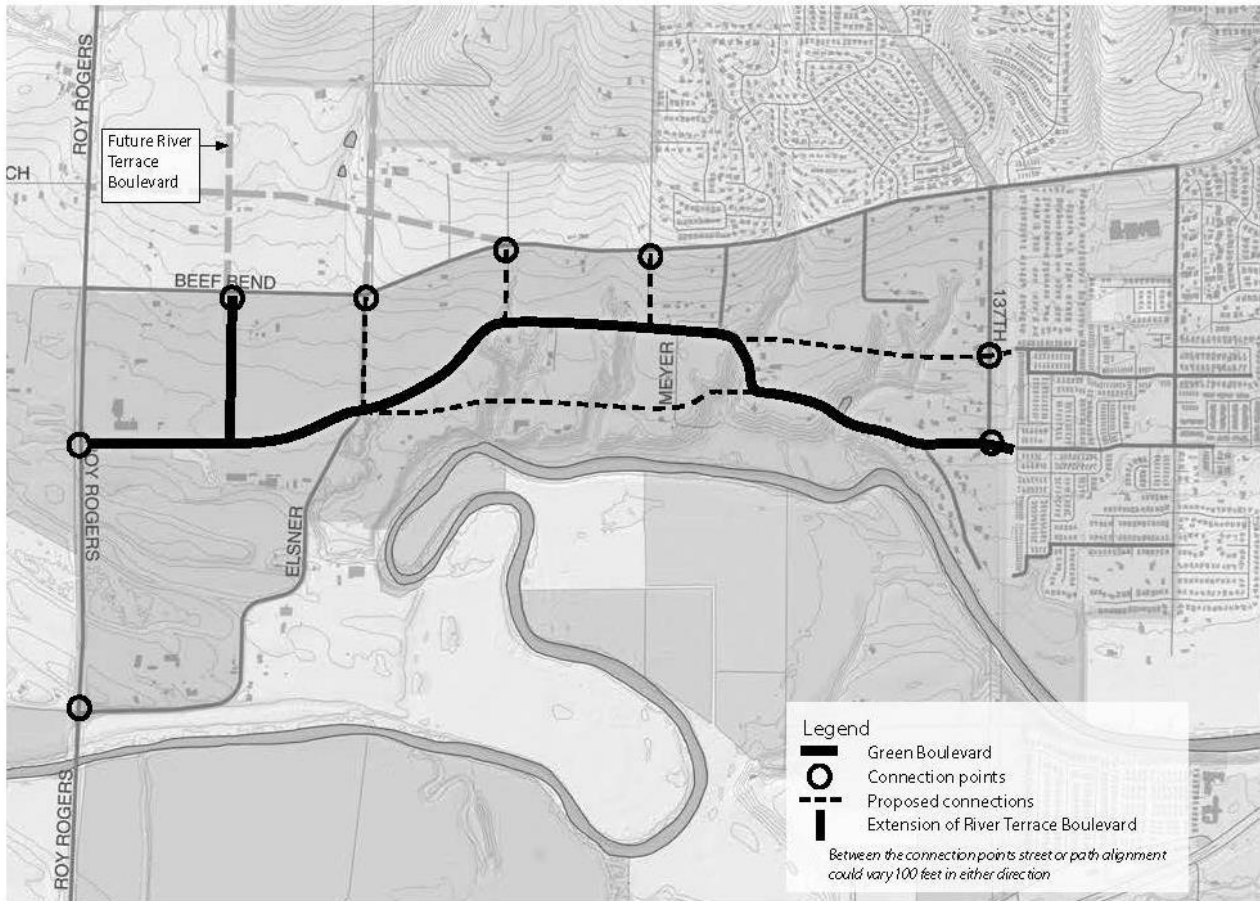 ROY ROGERS
Future River
Terrace
Boulevard
CH
BEEF BEND
137TH
MEYER
ROY ROGERS
ELSNER
ROY ROGERS
Legend
Green Boulevard
Connection points
Proposed connections
Extension of River Terrace Boulevard
Between the connection points street or path alignment
could vary 100 feet in either direction